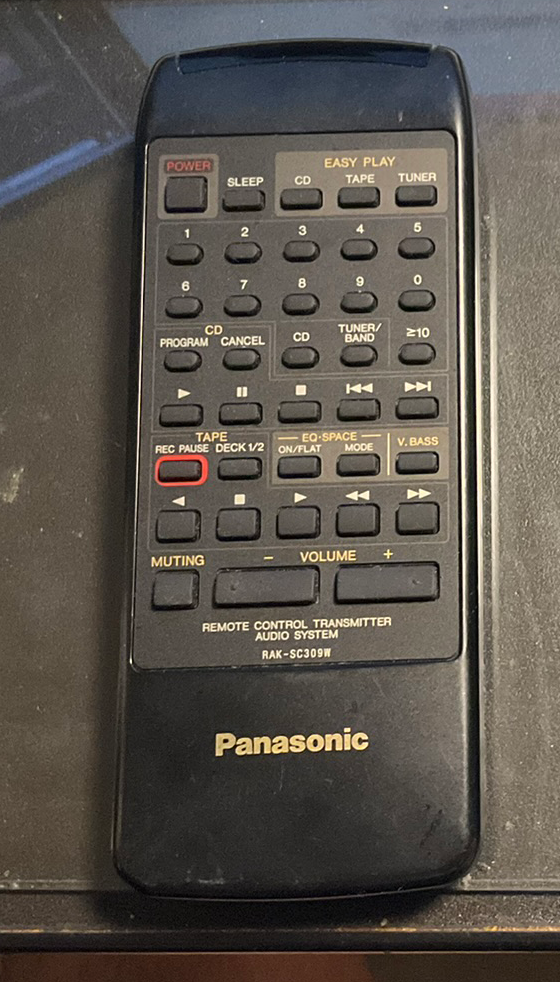 POWER
EASY PLAY
SLEEP CD TAPE TUNER
1 2 3 4 5
6 7 8 9 0
CD
PROGRAM CANCEL CD TUNER/
BAND ≥10
TAPE
REC PAUSE DECK 1/2
EQ·SPACE
ON/FLAT MODE V. BASS
MUTING − VOLUME +
REMOTE CONTROL TRANSMITTER
AUDIO SYSTEM
RAK-SC309W
Panasonic